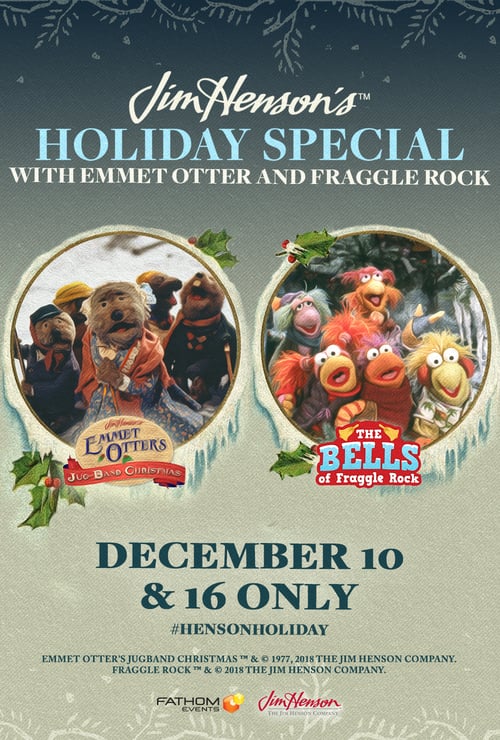 Jim Henson's™
HOLIDAY SPECIAL
WITH EMMET OTTER AND FRAGGLE ROCK
Jim Henson's
EMMET
OTTER'S
JUG-BAND CHRISTMAS
THE
BELLS
of Fraggle Rock
DECEMBER 10
& 16 ONLY
#HENSONHOLIDAY
EMMET OTTER'S JUGBAND CHRISTMAS ™ & © 1977, 2018 THE JIM HENSON COMPANY.
FRAGGLE ROCK ™ & © 2018 THE JIM HENSON COMPANY.
FATHOM
EVENTS
Jim Henson
THE JIM HENSON COMPANY